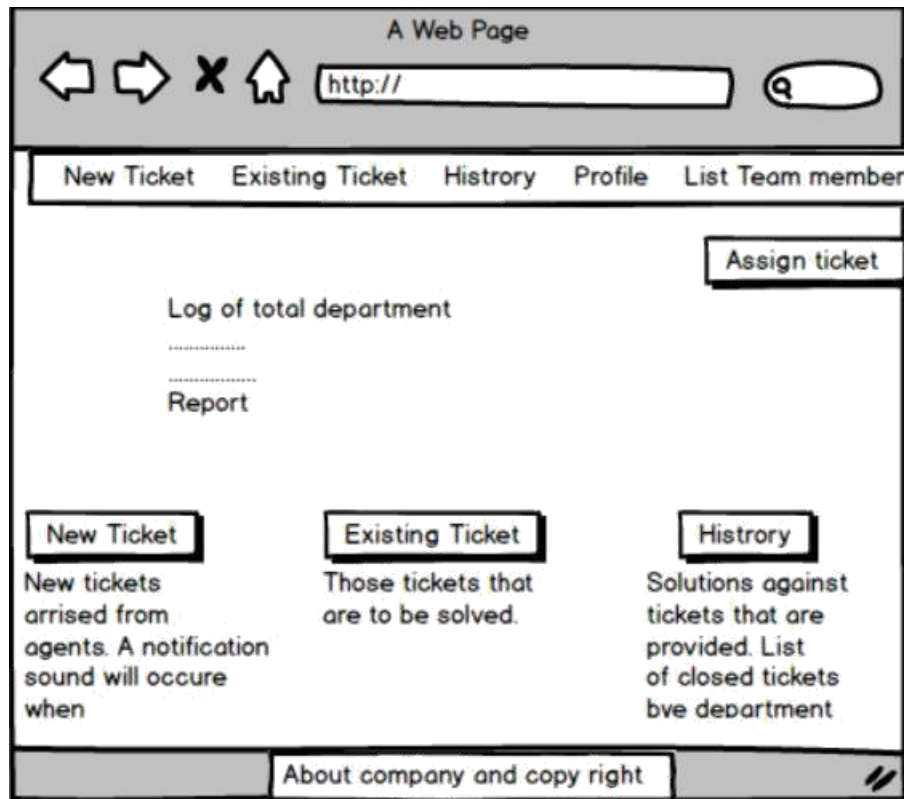 A Web Page
http://
New Ticket Existing Ticket Histrory Profile List Team member
Assign ticket
Log of total department
Report
New Ticket
New tickets
arrised from
agents. A notification
sound will occure
when
Existing Ticket
Those tickets that
are to be solved.
Histrory
Solutions against
tickets that are
provided. List
of closed tickets
bye department
About company and copy right